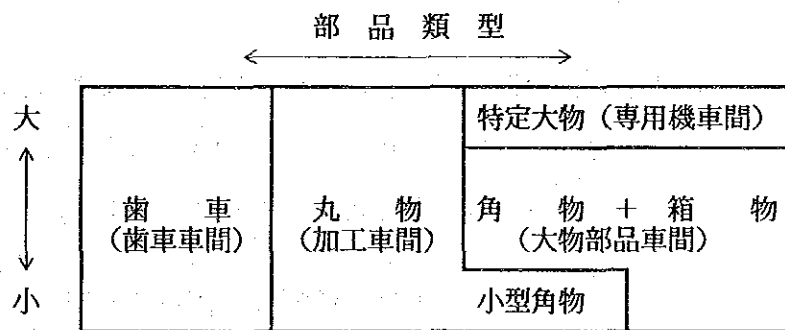 部品類型
大
特定大物（専用機車間）
歯車
（歯車車間）
丸物
（加工車間）
角物＋箱物
（大物部品車間）
小
小型角物